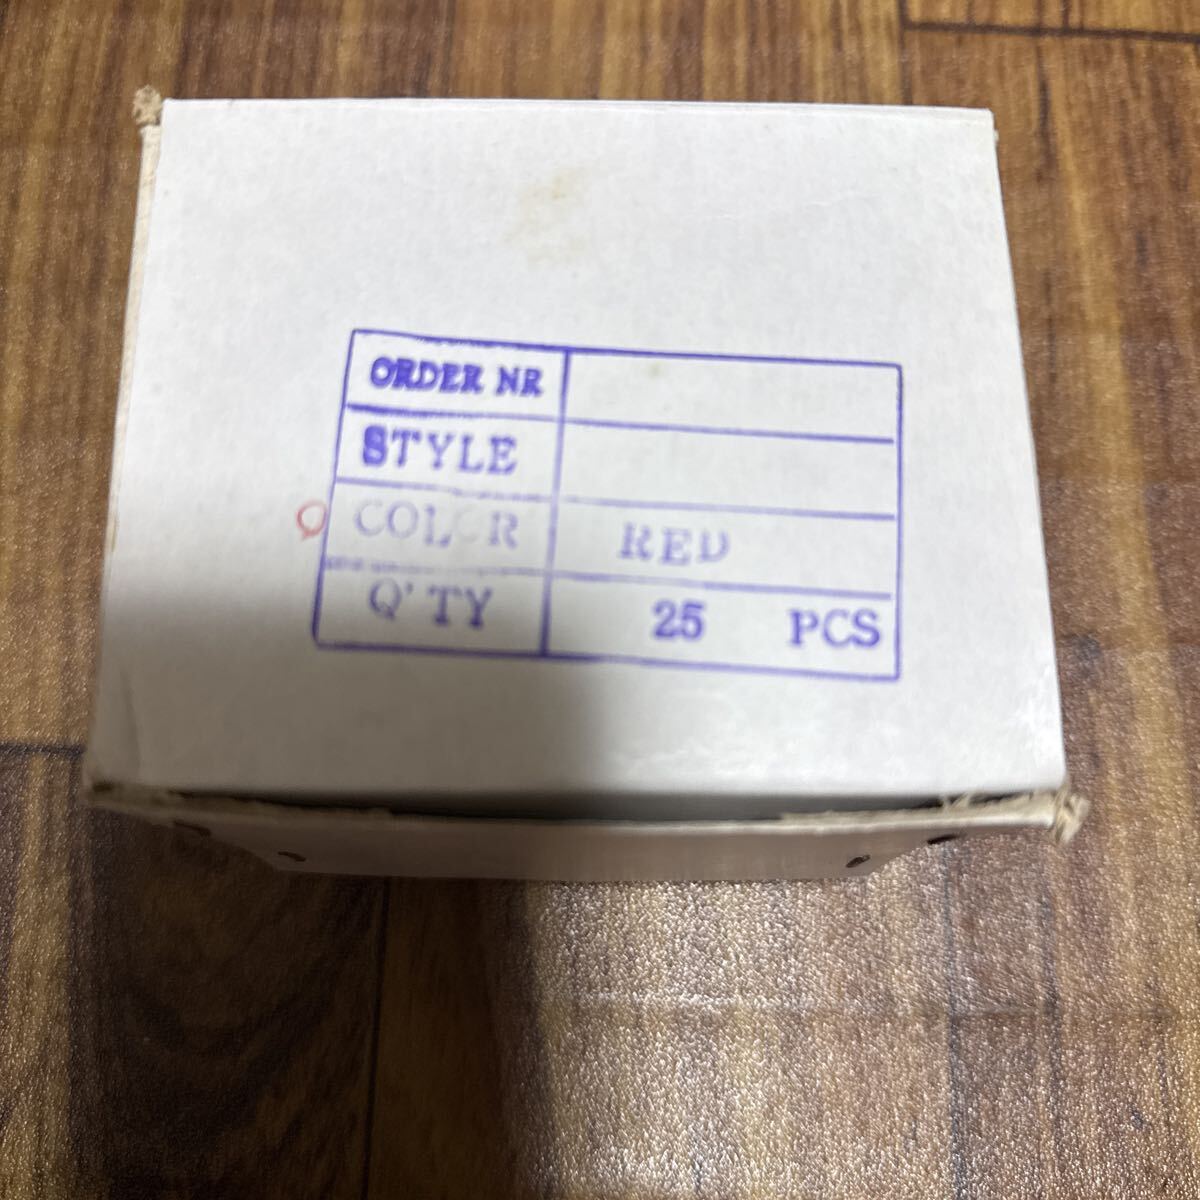 ORDER NR
STYLE
COLOR RED
Q'TY 25 PCS